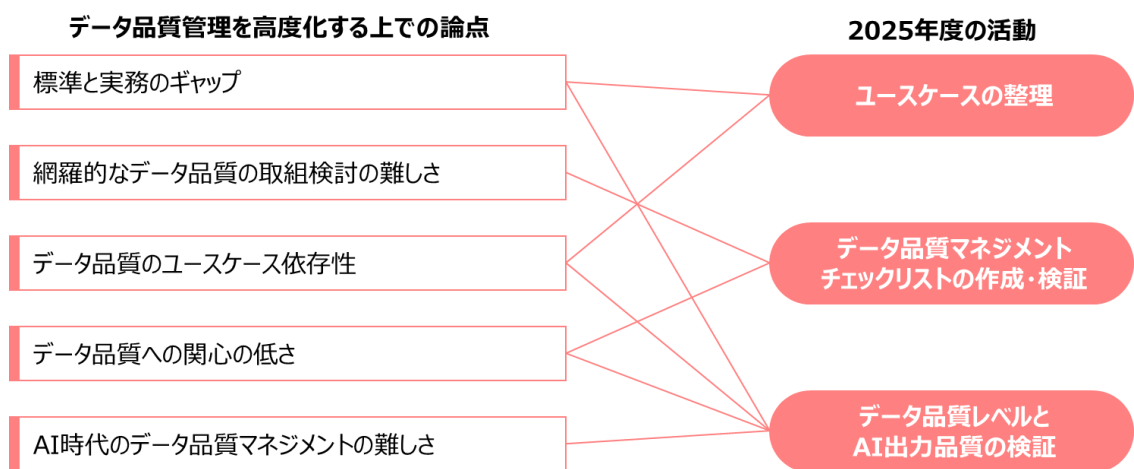 データ品質管理を高度化する上での論点
2025年度の活動
標準と実務のギャップ
網羅的なデータ品質の取組検討の難しさ
データ品質のユースケース依存性
データ品質への関心の低さ
AI時代のデータ品質マネジメントの難しさ
ユースケースの整理
データ品質マネジメント
チェックリストの作成・検証
データ品質レベルと
AI出力品質の検証